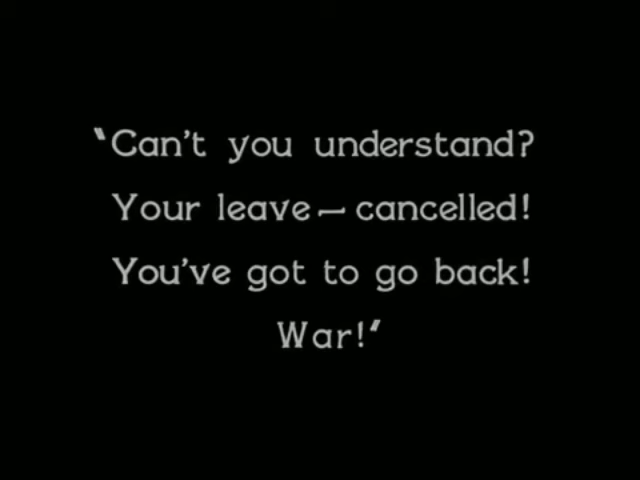 "Can't you understand?
Your leave — cancelled!
You've got to go back!
War!"